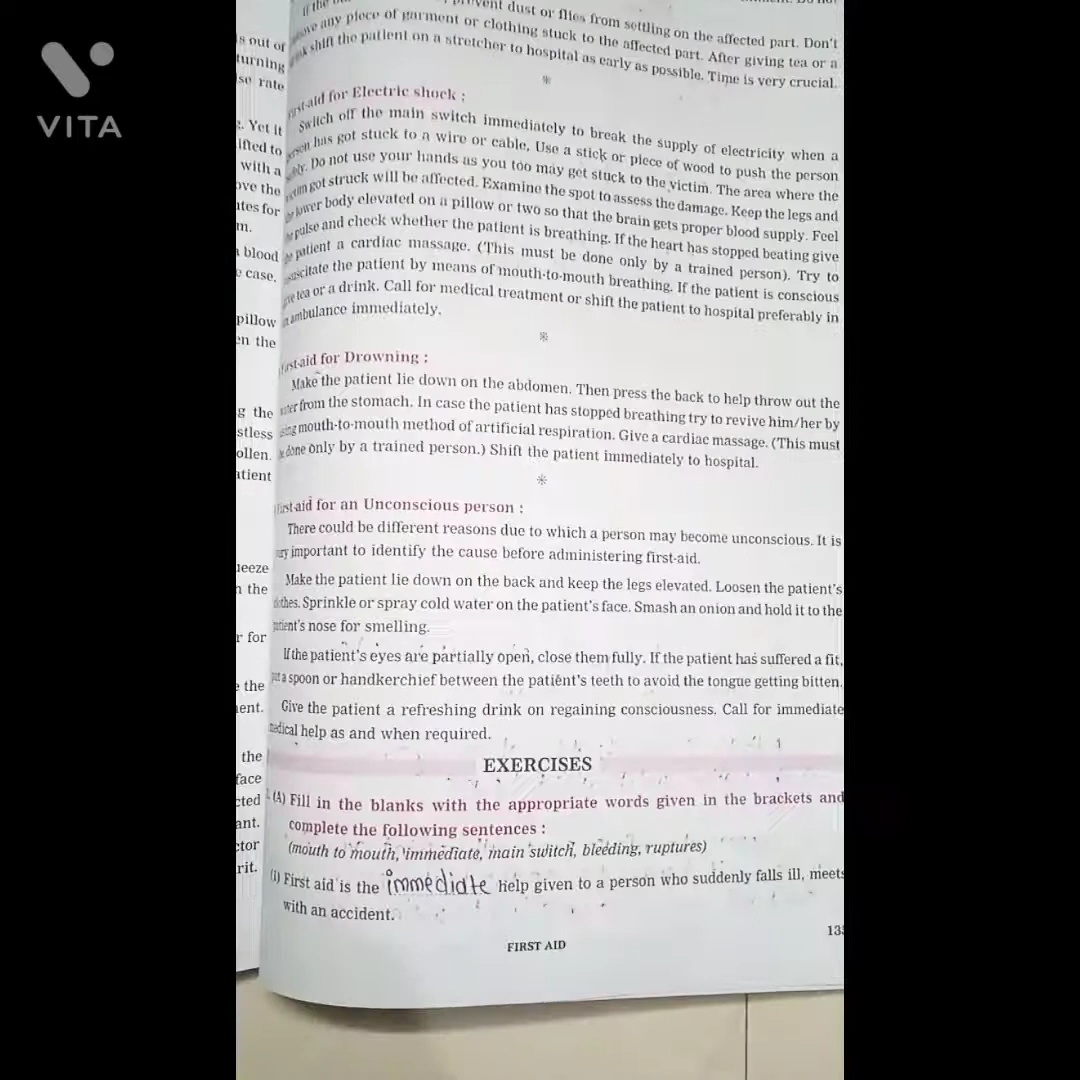 VITA
If the prevent dust or flies from settling on the affected part. Don't
any piece of garment or clothing stuck to the affected part. After giving tea or a
shift the patient on a stretcher to hospital as early as possible. Time is very crucial.
First-aid for Electric shock :
Switch off the main switch immediately to break the supply of electricity when a
person has got stuck to a wire or cable, Use a stick or piece of wood to push the person
Do not use your hands as you too may get stuck to the victim. The area where the
victim got struck will be affected. Examine the spot to assess the damage. Keep the legs and
the lower body elevated on a pillow or two so that the brain gets proper blood supply. Feel
the pulse and check whether the patient is breathing. If the heart has stopped beating give
the patient a cardiac massage. (This must be done only by a trained person). Try to
resuscitate the patient by means of mouth-to-mouth breathing. If the patient is conscious
give tea or a drink. Call for medical treatment or shift the patient to hospital preferably in
an ambulance immediately.
First-aid for Drowning :
Make the patient lie down on the abdomen. Then press the back to help throw out the
water from the stomach. In case the patient has stopped breathing try to revive him/her by
using mouth-to-mouth method of artificial respiration. Give a cardiac massage. (This must
be done only by a trained person.) Shift the patient immediately to hospital.
First-aid for an Unconscious person :
There could be different reasons due to which a person may become unconscious. It is
very important to identify the cause before administering first-aid.
Make the patient lie down on the back and keep the legs elevated. Loosen the patient's
clothes. Sprinkle or spray cold water on the patient's face. Smash an onion and hold it to the
patient's nose for smelling.
If the patient's eyes are partially open, close them fully. If the patient has suffered a fit,
put a spoon or handkerchief between the patient's teeth to avoid the tongue getting bitten.
Give the patient a refreshing drink on regaining consciousness. Call for immediate
medical help as and when required.
EXERCISES
(A) Fill in the blanks with the appropriate words given in the brackets and
complete the following sentences :
(mouth to mouth, immediate, main switch, bleeding, ruptures)
(i) First aid is the immediate help given to a person who suddenly falls ill, meets
with an accident.
FIRST AID